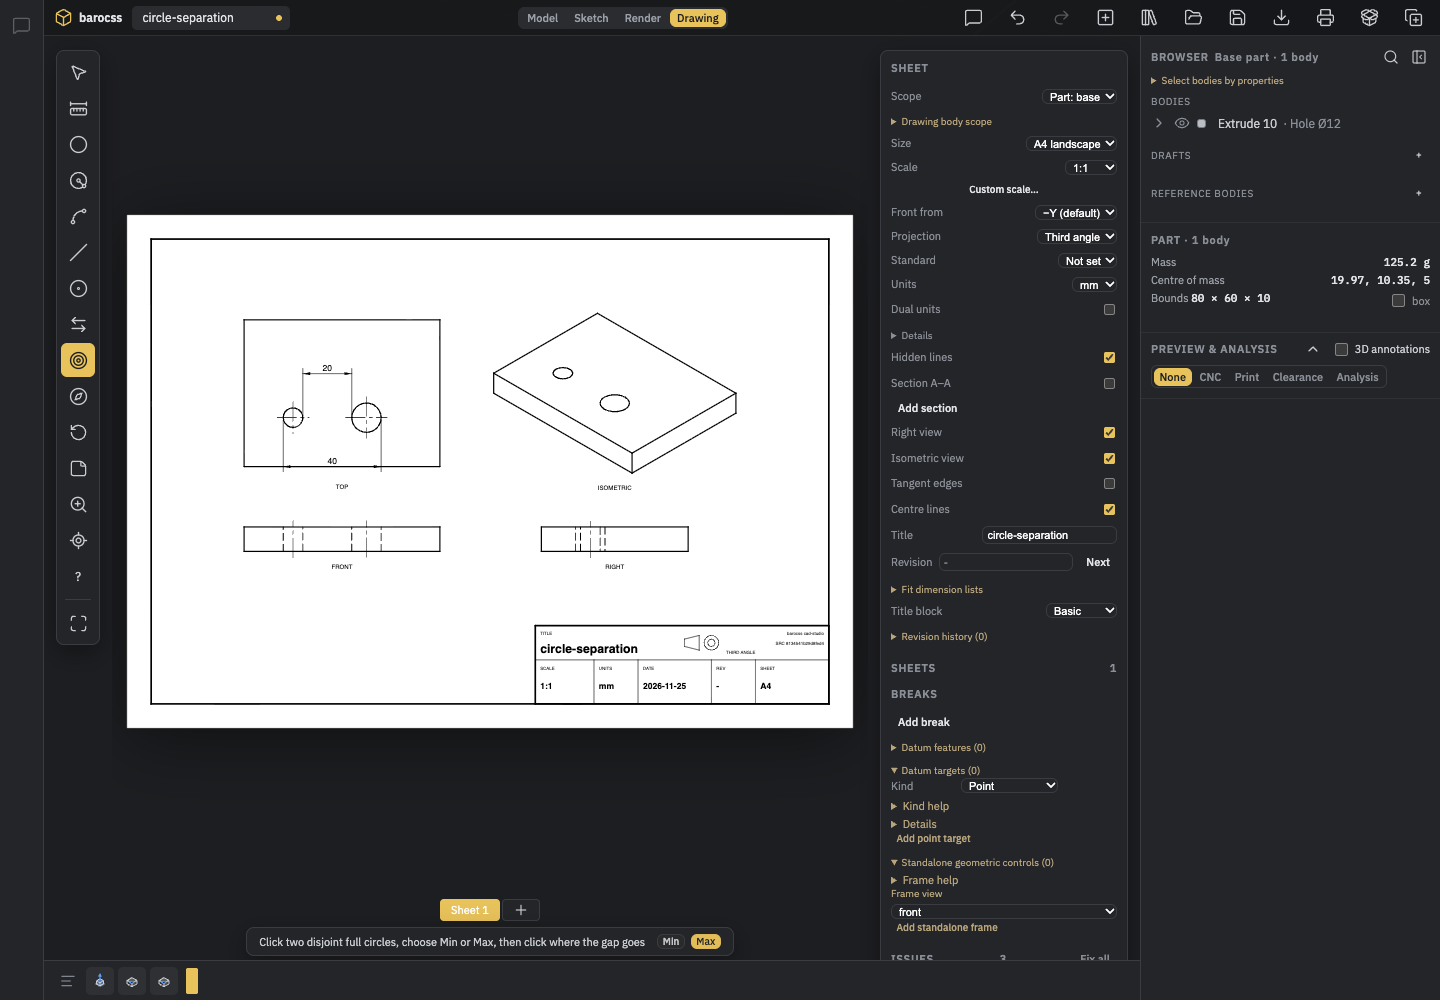 barocss
circle-separation
Model Sketch Render Drawing
BROWSER Base part · 1 body
Select bodies by properties
BODIES
Extrude 10 · Hole Ø12
DRAFTS +
REFERENCE BODIES +
PART · 1 body
Mass 125.2 g
Centre of mass 19.97, 10.35, 5
Bounds 80 × 60 × 10 box
PREVIEW & ANALYSIS 3D annotations
None CNC Print Clearance Analysis
SHEET
Scope Part: base
Drawing body scope
Size A4 landscape
Scale 1:1
Custom scale...
Front from −Y (default)
Projection Third angle
Standard Not set
Units mm
Dual units
Details
Hidden lines
Section A–A
Add section
Right view
Isometric view
Tangent edges
Centre lines
Title circle-separation
Revision - Next
Fit dimension lists
Title block Basic
Revision history (0)
SHEETS 1
BREAKS
Add break
Datum features (0)
Datum targets (0)
Kind Point
Kind help
Details
Add point target
Standalone geometric controls (0)
Frame help
Frame view
front
Add standalone frame
ISSUES 3 Fix all
20
40
TOP
ISOMETRIC
FRONT
RIGHT
TITLE
circle-separation
THIRD ANGLE
barocss cad-studio
SCALE UNITS DATE REV SHEET
1:1 mm 2026-11-25 - A4
?
Sheet 1 +
Click two disjoint full circles, choose Min or Max, then click where the gap goes Min Max